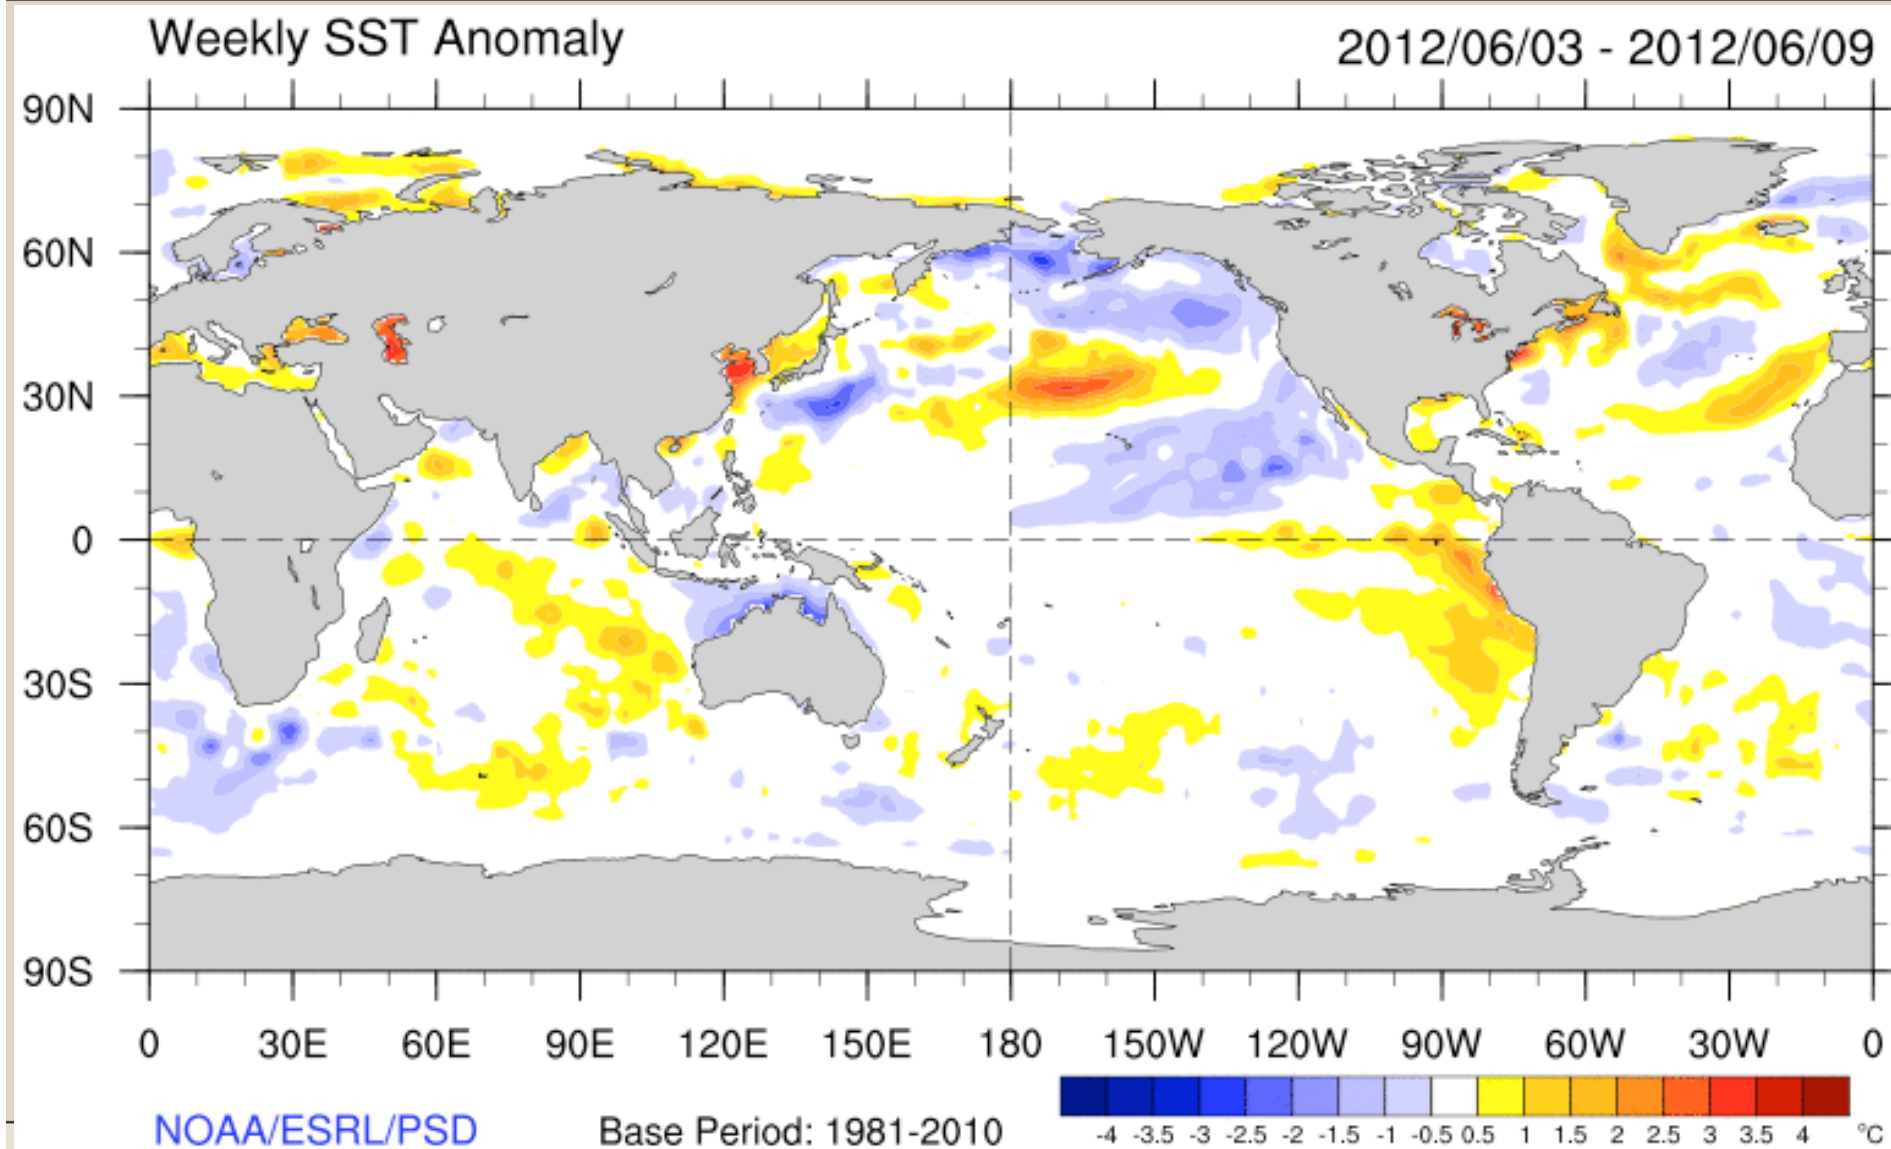 Weekly SST Anomaly
2012/06/03 - 2012/06/09
90N
60N
30N
0
30S
60S
90S
0 30E 60E 90E 120E 150E 180 150W 120W 90W 60W 30W 0
-4 -3.5 -3 -2.5 -2 -1.5 -1 -0.5 0.5 1 1.5 2 2.5 3 3.5 4 °C
NOAA/ESRL/PSD
Base Period: 1981-2010